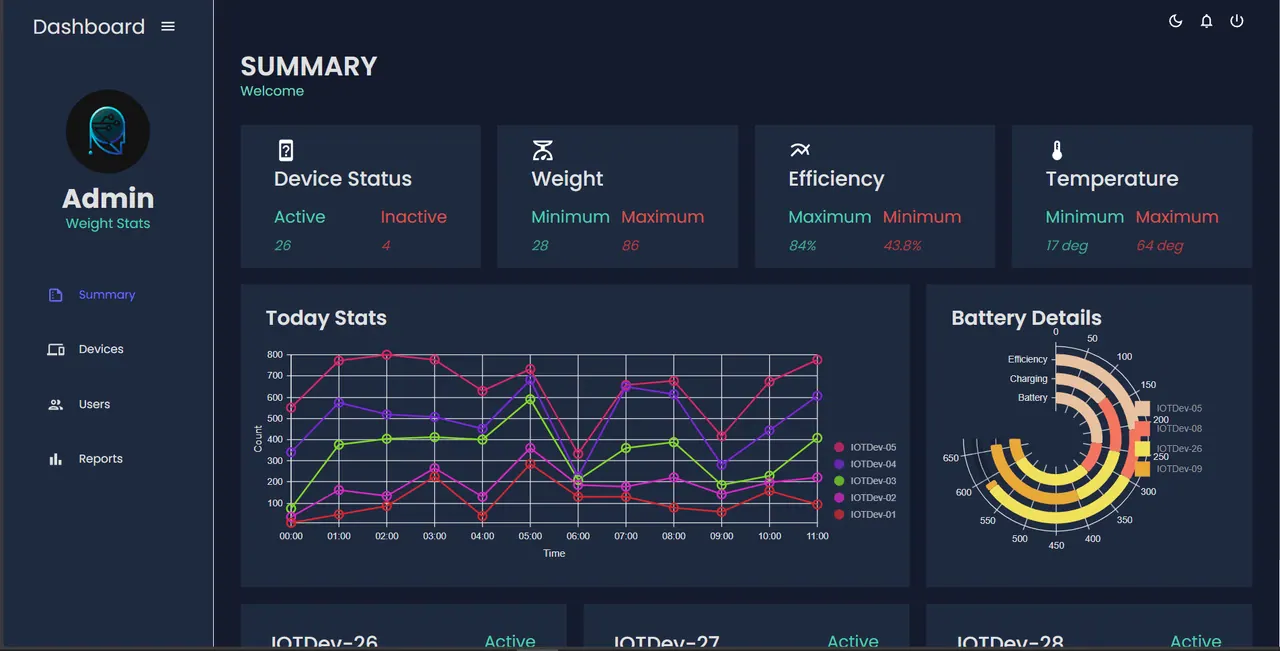 Dashboard
SUMMARY
Welcome
Admin
Weight Stats
Summary
Devices
Users
Reports
Device Status
Active Inactive
26 4
Weight
Minimum Maximum
28 86
Efficiency
Maximum Minimum
84% 43.8%
Temperature
Minimum Maximum
17 deg 64 deg
Today Stats
800
700
600
500
400
300
200
100
Count
00:00 01:00 02:00 03:00 04:00 05:00 06:00 07:00 08:00 09:00 10:00 11:00
Time
IOTDev-05
IOTDev-04
IOTDev-03
IOTDev-02
IOTDev-01
Battery Details
0
50
100
150
200
250
300
350
400
450
500
550
600
650
Efficiency
Charging
Battery
IOTDev-05
IOTDev-08
IOTDev-26
IOTDev-09
IOTDev-26 Active
IOTDev-27 Active
IOTDev-28 Active